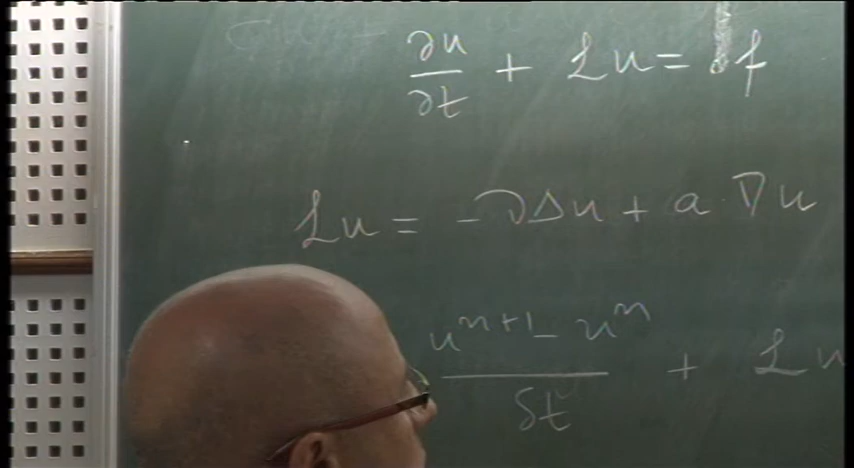 ∂u/∂t + ℒu = f
ℒu = -ν∆u + a·∇u
(u^{n+1} - u^n)/δt + ℒu